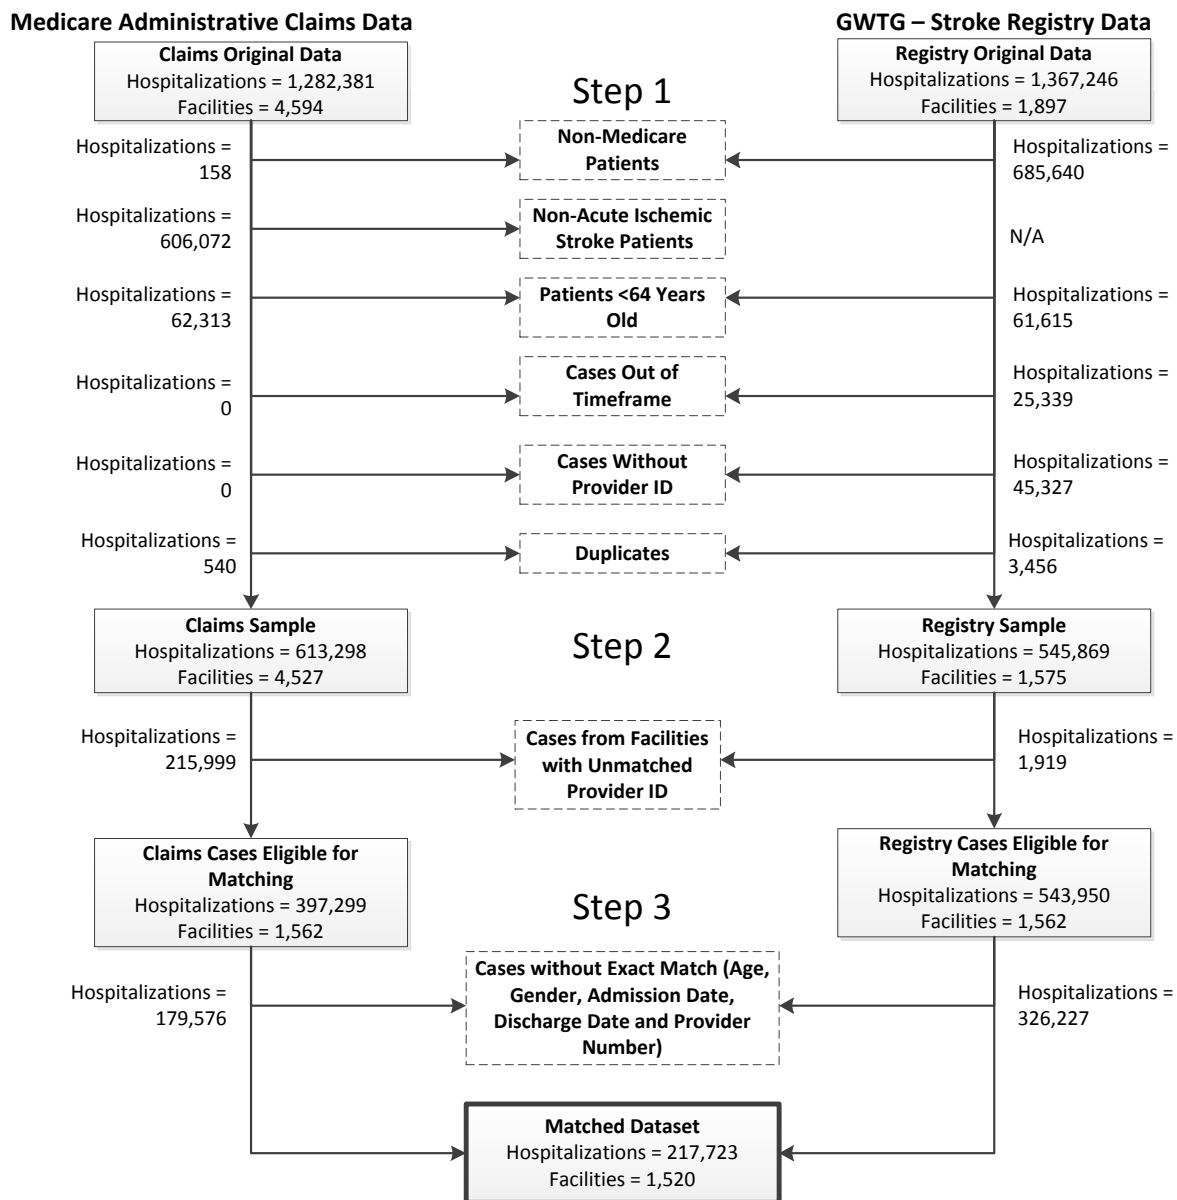 Medicare Administrative Claims Data
GWTG – Stroke Registry Data
Claims Original Data
Hospitalizations = 1,282,381
Facilities = 4,594
Registry Original Data
Hospitalizations = 1,367,246
Facilities = 1,897
Step 1
Hospitalizations =
158
Non-Medicare
Patients
Hospitalizations =
685,640
Hospitalizations =
606,072
Non-Acute Ischemic
Stroke Patients
N/A
Hospitalizations =
62,313
Patients <64 Years
Old
Hospitalizations =
61,615
Hospitalizations =
0
Cases Out of
Timeframe
Hospitalizations =
25,339
Hospitalizations =
0
Cases Without
Provider ID
Hospitalizations =
45,327
Hospitalizations =
540
Duplicates
Hospitalizations =
3,456
Claims Sample
Hospitalizations = 613,298
Facilities = 4,527
Step 2
Registry Sample
Hospitalizations = 545,869
Facilities = 1,575
Hospitalizations =
215,999
Cases from Facilities
with Unmatched
Provider ID
Hospitalizations =
1,919
Claims Cases Eligible for
Matching
Hospitalizations = 397,299
Facilities = 1,562
Step 3
Registry Cases Eligible for
Matching
Hospitalizations = 543,950
Facilities = 1,562
Hospitalizations =
179,576
Cases without Exact Match (Age,
Gender, Admission Date,
Discharge Date and Provider
Number)
Hospitalizations =
326,227
Matched Dataset
Hospitalizations = 217,723
Facilities = 1,520